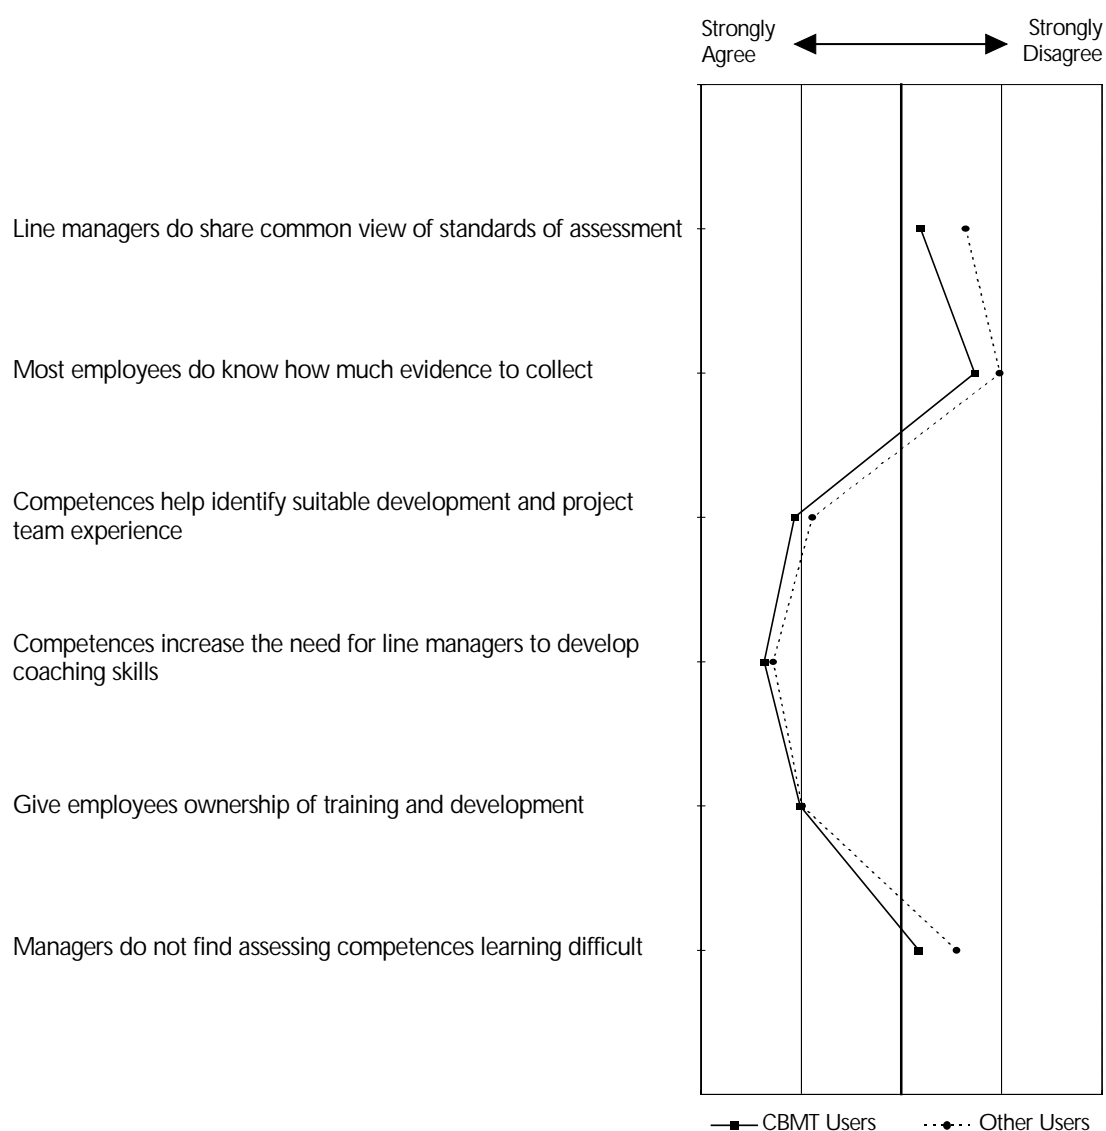 Strongly
Agree
Strongly
Disagree
Line managers do share common view of standards of assessment
Most employees do know how much evidence to collect
Competences help identify suitable development and project
team experience
Competences increase the need for line managers to develop
coaching skills
Give employees ownership of training and development
Managers do not find assessing competences learning difficult
CBMT Users
Other Users